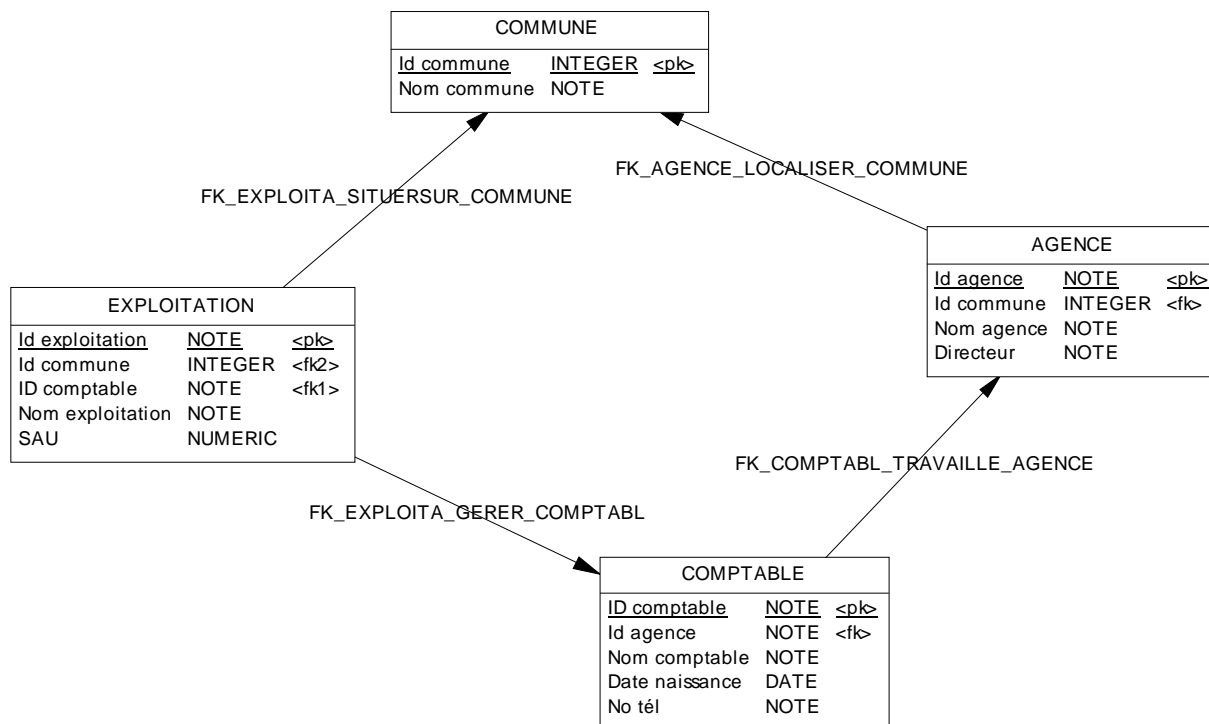 COMMUNE
Id commune INTEGER <pk>
Nom commune NOTE
FK_AGENCE_LOCALISER_COMMUNE
FK_EXPLOITA_SITUERSUR_COMMUNE
AGENCE
Id agence NOTE <pk>
Id commune INTEGER <fk>
Nom agence NOTE
Directeur NOTE
EXPLOITATION
Id exploitation NOTE <pk>
Id commune INTEGER <fk2>
ID comptable NOTE <fk1>
Nom exploitation NOTE
SAU NUMERIC
FK_COMPTABL_TRAVAILLE_AGENCE
FK_EXPLOITA_GERER_COMPTABL
COMPTABLE
ID comptable NOTE <pk>
Id agence NOTE <fk>
Nom comptable NOTE
Date naissance DATE
No tél NOTE